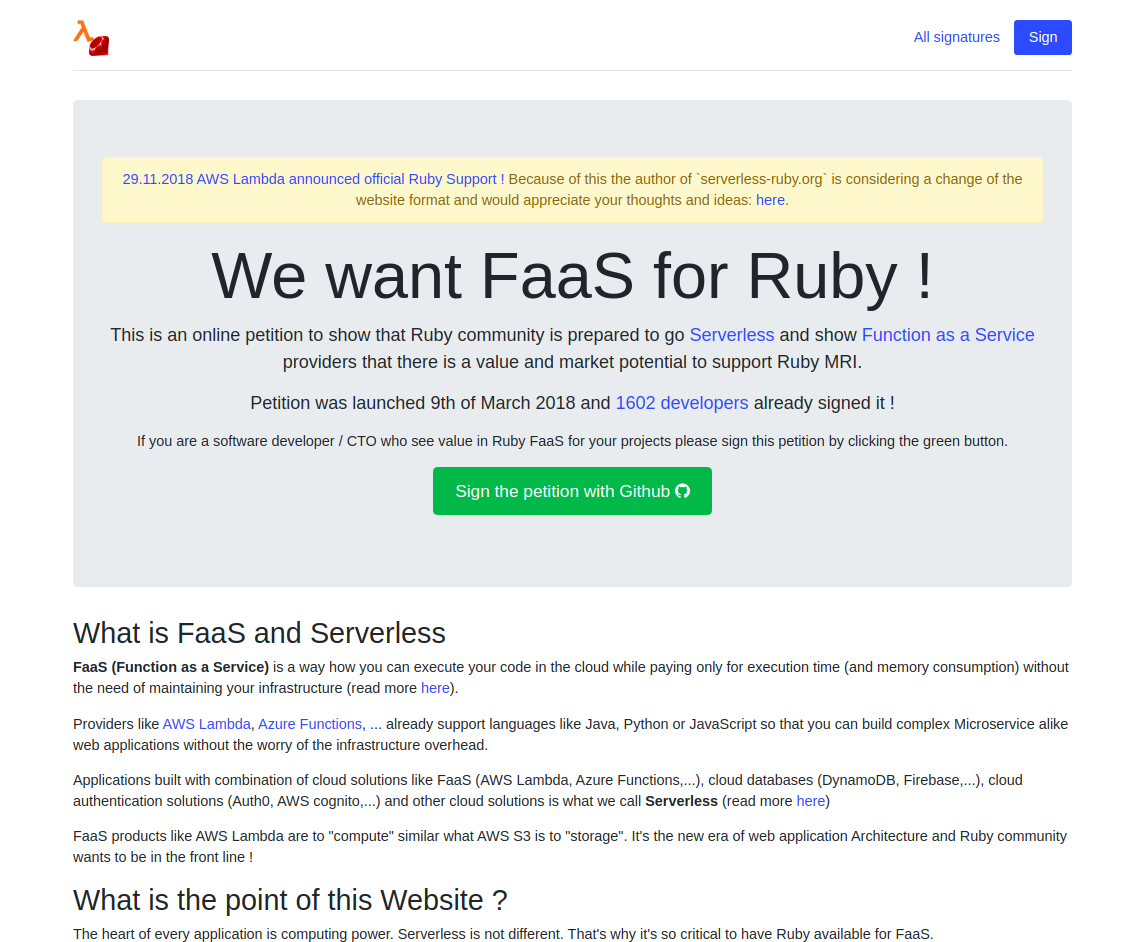 λ
All signatures
Sign
29.11.2018 AWS Lambda announced official Ruby Support ! Because of this the author of `serverless-ruby.org` is considering a change of the
website format and would appreciate your thoughts and ideas: here.
We want FaaS for Ruby !
This is an online petition to show that Ruby community is prepared to go Serverless and show Function as a Service
providers that there is a value and market potential to support Ruby MRI.
Petition was launched 9th of March 2018 and 1602 developers already signed it !
If you are a software developer / CTO who see value in Ruby FaaS for your projects please sign this petition by clicking the green button.
Sign the petition with Github
What is FaaS and Serverless
FaaS (Function as a Service) is a way how you can execute your code in the cloud while paying only for execution time (and memory consumption) without
the need of maintaining your infrastructure (read more here).
Providers like AWS Lambda, Azure Functions, ... already support languages like Java, Python or JavaScript so that you can build complex Microservice alike
web applications without the worry of the infrastructure overhead.
Applications built with combination of cloud solutions like FaaS (AWS Lambda, Azure Functions,...), cloud databases (DynamoDB, Firebase,...), cloud
authentication solutions (Auth0, AWS cognito,...) and other cloud solutions is what we call Serverless (read more here)
FaaS products like AWS Lambda are to "compute" similar what AWS S3 is to "storage". It's the new era of web application Architecture and Ruby community
wants to be in the front line !
What is the point of this Website ?
The heart of every application is computing power. Serverless is not different. That's why it's so critical to have Ruby available for FaaS.